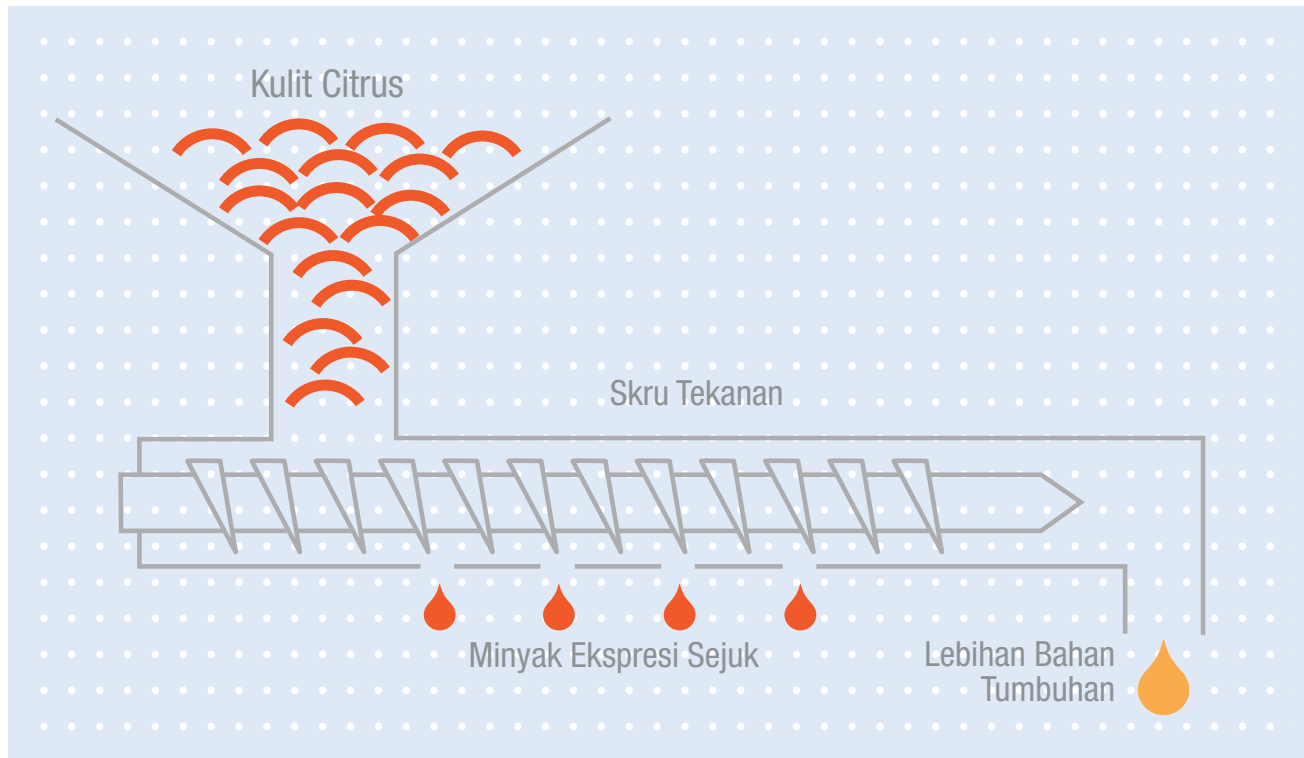 Kulit Citrus
Skru Tekanan
Minyak Ekspresi Sejuk
Lebihan Bahan
Tumbuhan